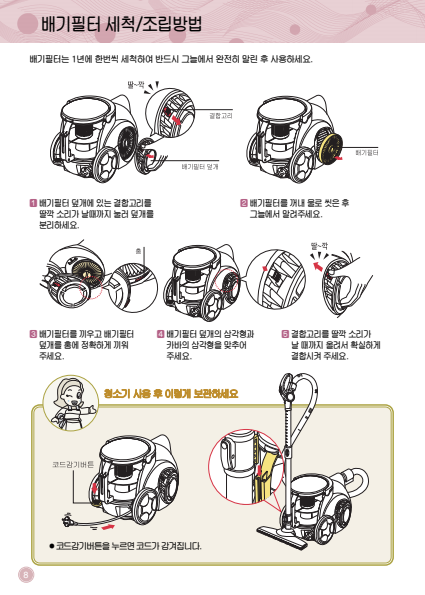 배기필터 세척/조립방법
배기필터는 1년에 한번씩 세척하여 반드시 그늘에서 완전히 말린 후 사용하세요.
딸~깍
결합고리
배기필터 덮개
배기필터
1 배기필터 덮개에 있는 결합고리를
딸깍 소리가 날때까지 눌러 덮개를
분리하세요.
2 배기필터를 꺼내 물로 씻은 후
그늘에서 말려주세요.
홈
딸~깍
3 배기필터를 끼우고 배기필터
덮개를 홈에 정확하게 끼워
주세요.
4 배기필터 덮개의 삼각형과
카바의 삼각형을 맞추어
주세요.
5 결합고리를 딸깍 소리가
날 때까지 올려서 확실하게
결합시켜 주세요.
청소기 사용 후 이렇게 보관하세요
코드감기버튼
● 코드감기버튼을 누르면 코드가 감겨집니다.
8